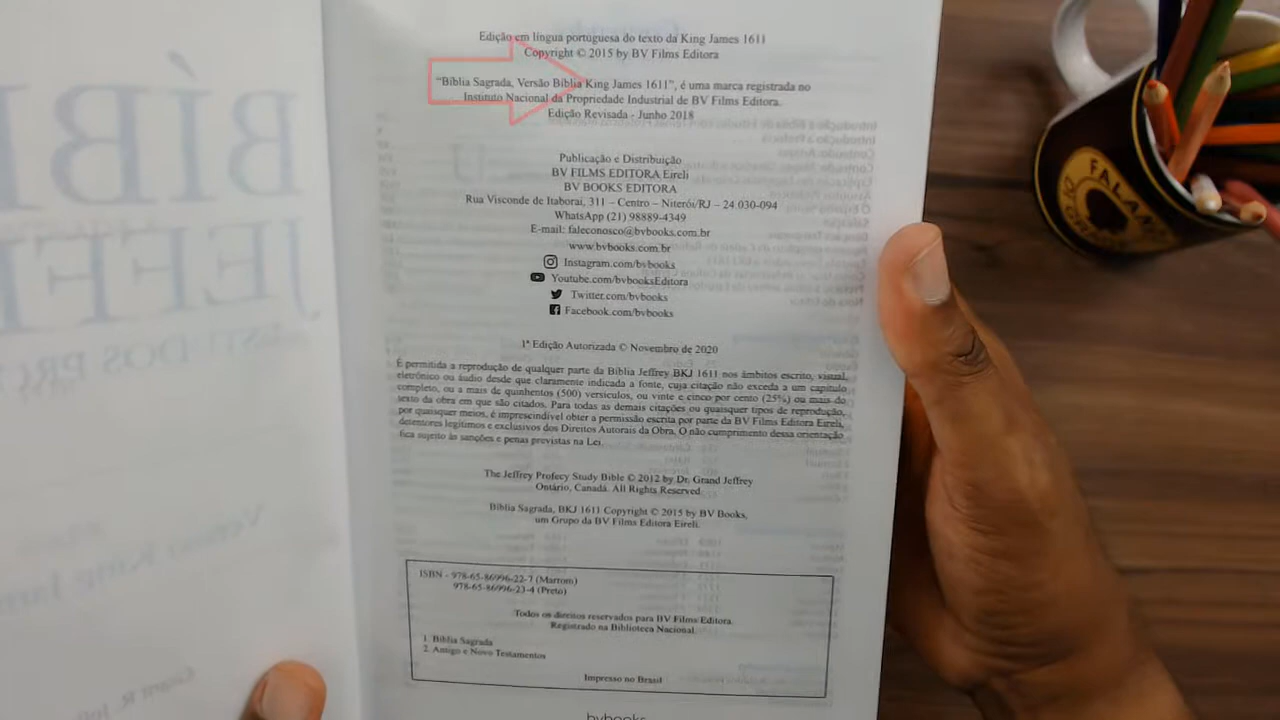 Edição em língua portuguesa do texto da King James 1611
Copyright © 2015 by BV Films Editora
"Bíblia Sagrada, Versão Bíblia King James 1611", é uma marca registrada no
Instituto Nacional da Propriedade Industrial de BV Films Editora.
Edição Revisada - Junho 2018
Publicação e Distribuição
BV FILMS EDITORA Eireli
BV BOOKS EDITORA
Rua Visconde de Itaboraí, 311 – Centro – Niterói/RJ – 24.030-094
WhatsApp (21) 98889-4349
E-mail: faleconosco@bvbooks.com.br
www.bvbooks.com.br
Instagram.com/bvbooks
Youtube.com/bvbooksEditora
Twitter.com/bvbooks
Facebook.com/bvbooks
1ª Edição Autorizada © Novembro de 2020
É permitida a reprodução de qualquer parte da Bíblia Jeffrey BKJ 1611 nos âmbitos escrito, visual,
eletrônico ou áudio desde que claramente indicada a fonte, cuja citação não exceda a um capítulo
completo, ou a mais de quinhentos (500) versículos, ou vinte e cinco por cento (25%) ou mais do
texto da obra em que são citados. Para todas as demais citações ou quaisquer tipos de reprodução,
por quaisquer meios, é imprescindível obter a permissão escrita por parte da BV Films Editora Eireli,
detentores legítimos e exclusivos dos Direitos Autorais da Obra. O não cumprimento dessa orientação
fica sujeito às sanções e penas previstas na Lei.
The Jeffrey Profecy Study Bible © 2012 by Dr. Grand Jeffrey
Ontário, Canadá. All Rights Reserved.
Bíblia Sagrada, BKJ 1611 Copyright © 2015 by BV Books,
um Grupo da BV Films Editora Eireli.
ISBN - 978-65-86996-22-7 (Marrom)
978-65-86996-23-4 (Preto)
Todos os direitos reservados para BV Films Editora.
Registrado na Biblioteca Nacional.
1. Bíblia Sagrada
2. Antigo e Novo Testamentos
Impresso no Brasil
bvbooks
FALANDO